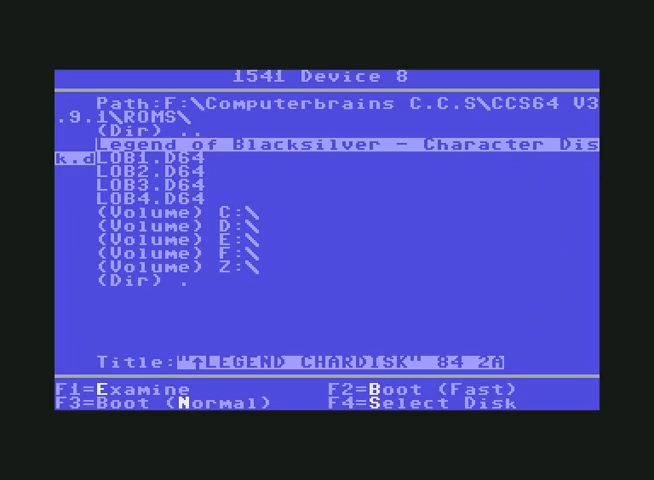 1541 Device 8
Path:F:\Computerbrains C.C.S\CCS64 V3
.9.1\ROMS\
(Dir) ..
Legend of Blacksilver - Character Dis
k.d
LOB1.D64
LOB2.D64
LOB3.D64
LOB4.D64
(Volume) C:\
(Volume) D:\
(Volume) E:\
(Volume) F:\
(Volume) Z:\
(Dir) .
Title:"↑LEGEND CHARDISK" 84 2A
F1=Examine F2=Boot (Fast)
F3=Boot (Normal) F4=Select Disk